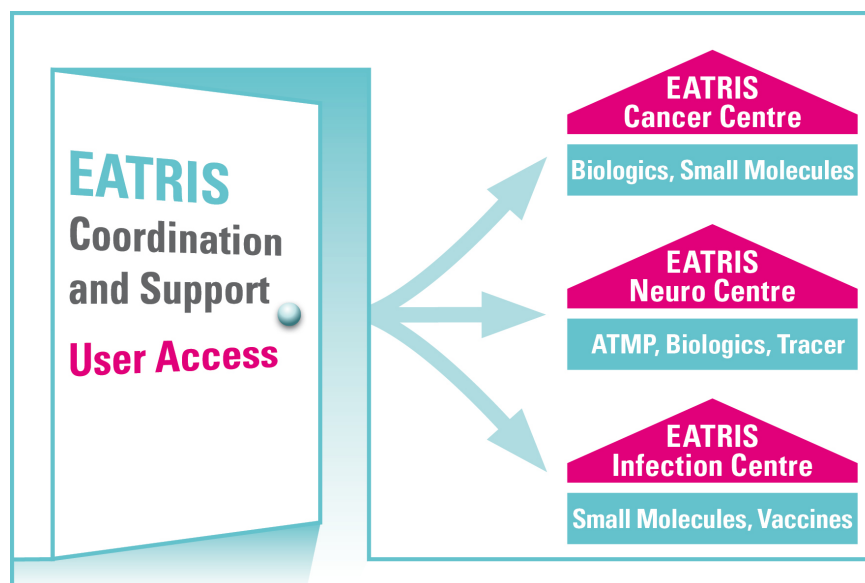 EATRIS
Coordination
and Support
User Access
EATRIS
Cancer Centre
Biologics, Small Molecules
EATRIS
Neuro Centre
ATMP, Biologics, Tracer
EATRIS
Infection Centre
Small Molecules, Vaccines